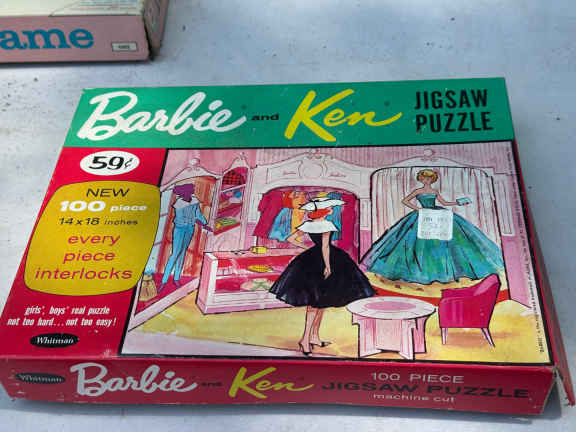 ame
Barbie and Ken JIGSAW
PUZZLE
59¢
NEW
100 piece
14 x 18 inches
every
piece
interlocks
girls', boys' real puzzle
not too hard... not too easy!
Whitman
Whitman Barbie and Ken 100 PIECE
JIGSAW PUZZLE
machine cut